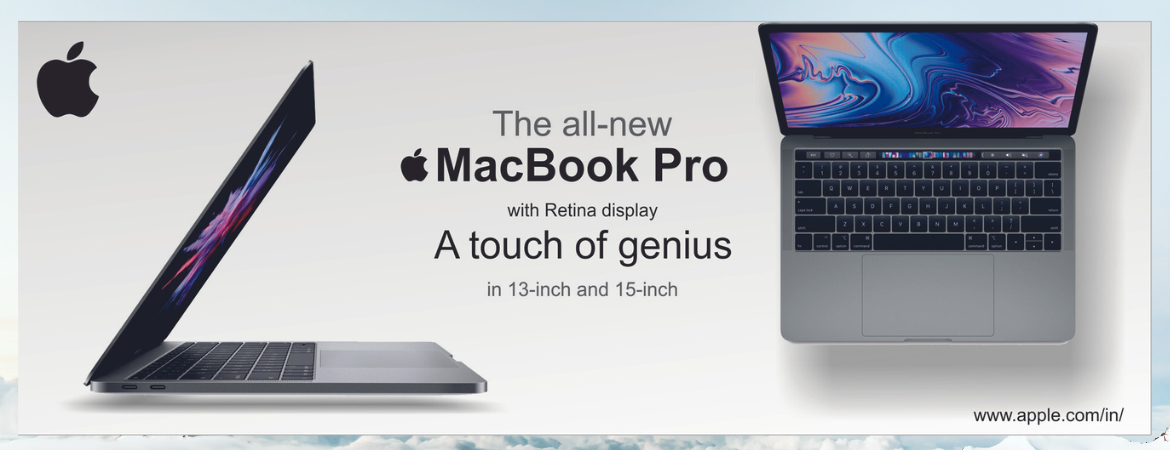 The all-new
MacBook Pro
with Retina display
A touch of genius
in 13-inch and 15-inch
www.apple.com/in/